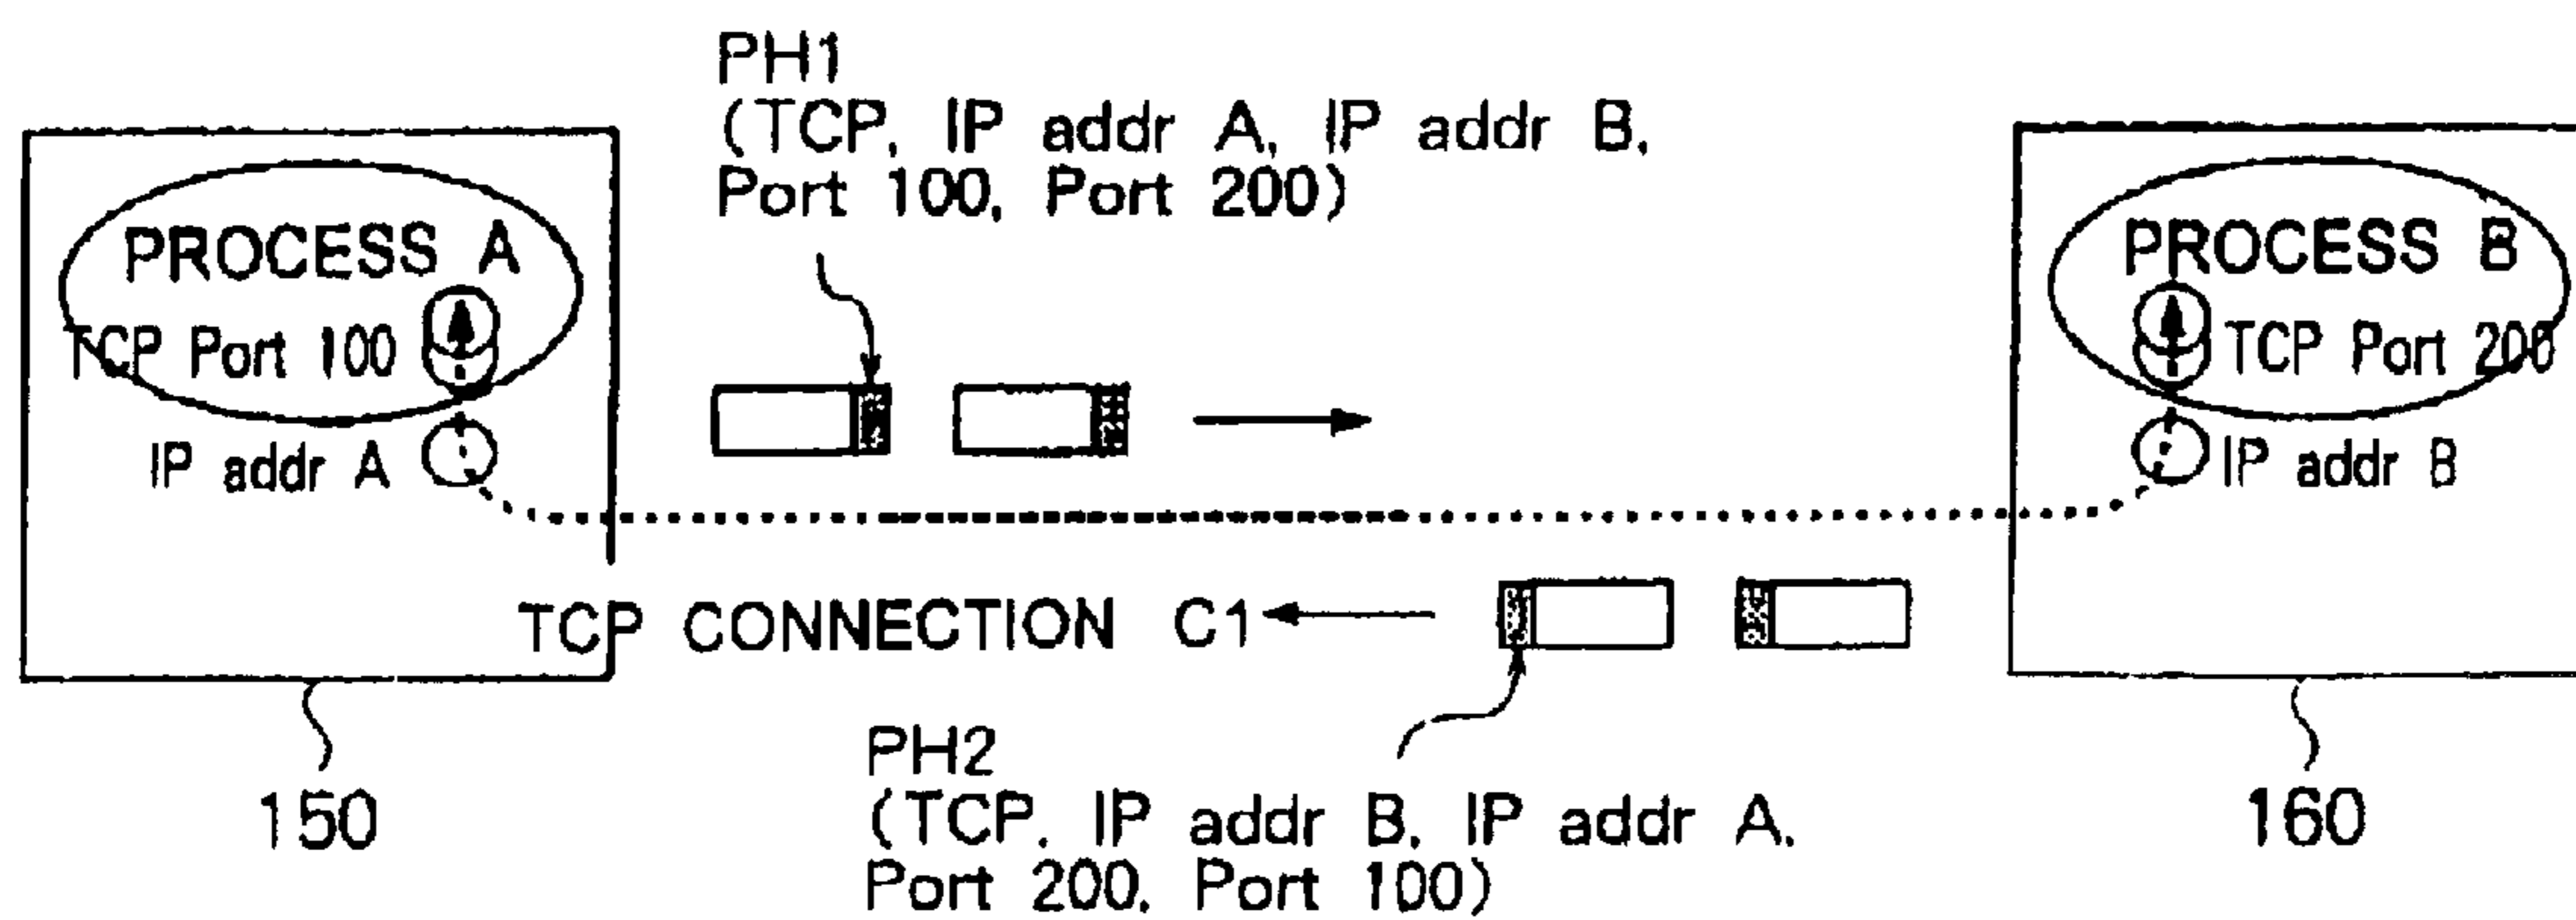 PH1
(TCP, IP addr A, IP addr B,
Port 100, Port 200)
PROCESS A
TCP Port 100
IP addr A
PROCESS B
TCP Port 200
IP addr B
TCP CONNECTION C1
PH2
(TCP, IP addr B, IP addr A,
Port 200, Port 100)
150
160